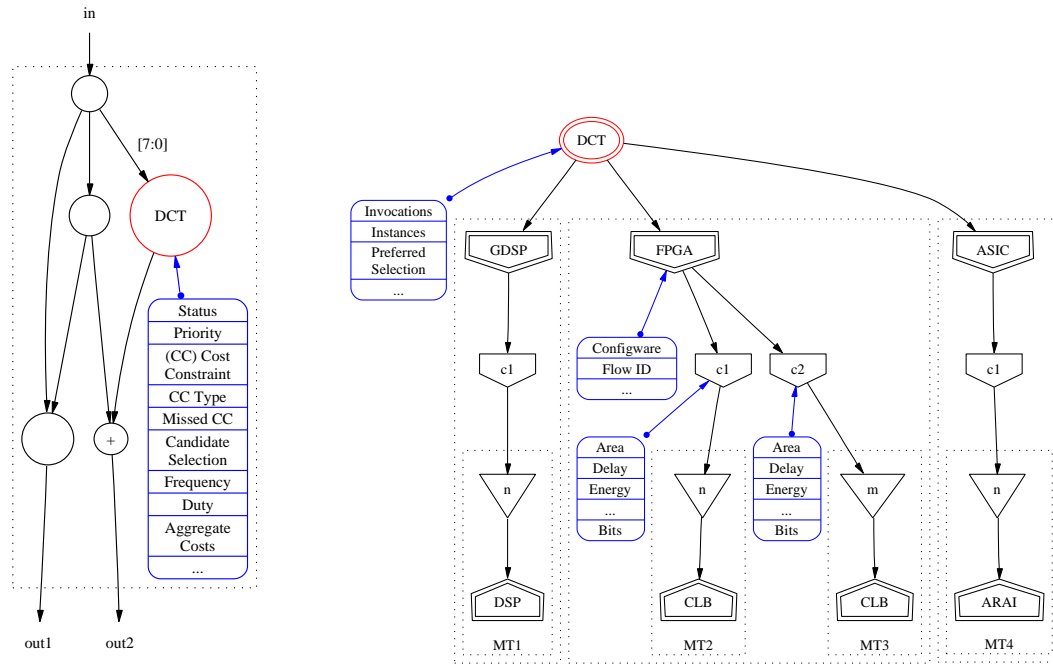 in
[7:0]
DCT
Status
Priority
(CC) Cost
Constraint
CC Type
Missed CC
Candidate
Selection
Frequency
Duty
Aggregate
Costs
...
+
out1
out2
DCT
Invocations
Instances
Preferred
Selection
...
GDSP
FPGA
ASIC
Configware
Flow ID
...
c1
c1
c2
c1
Area
Delay
Energy
...
Bits
Area
Delay
Energy
...
Bits
n
n
m
n
DSP
CLB
CLB
ARAI
MT1
MT2
MT3
MT4